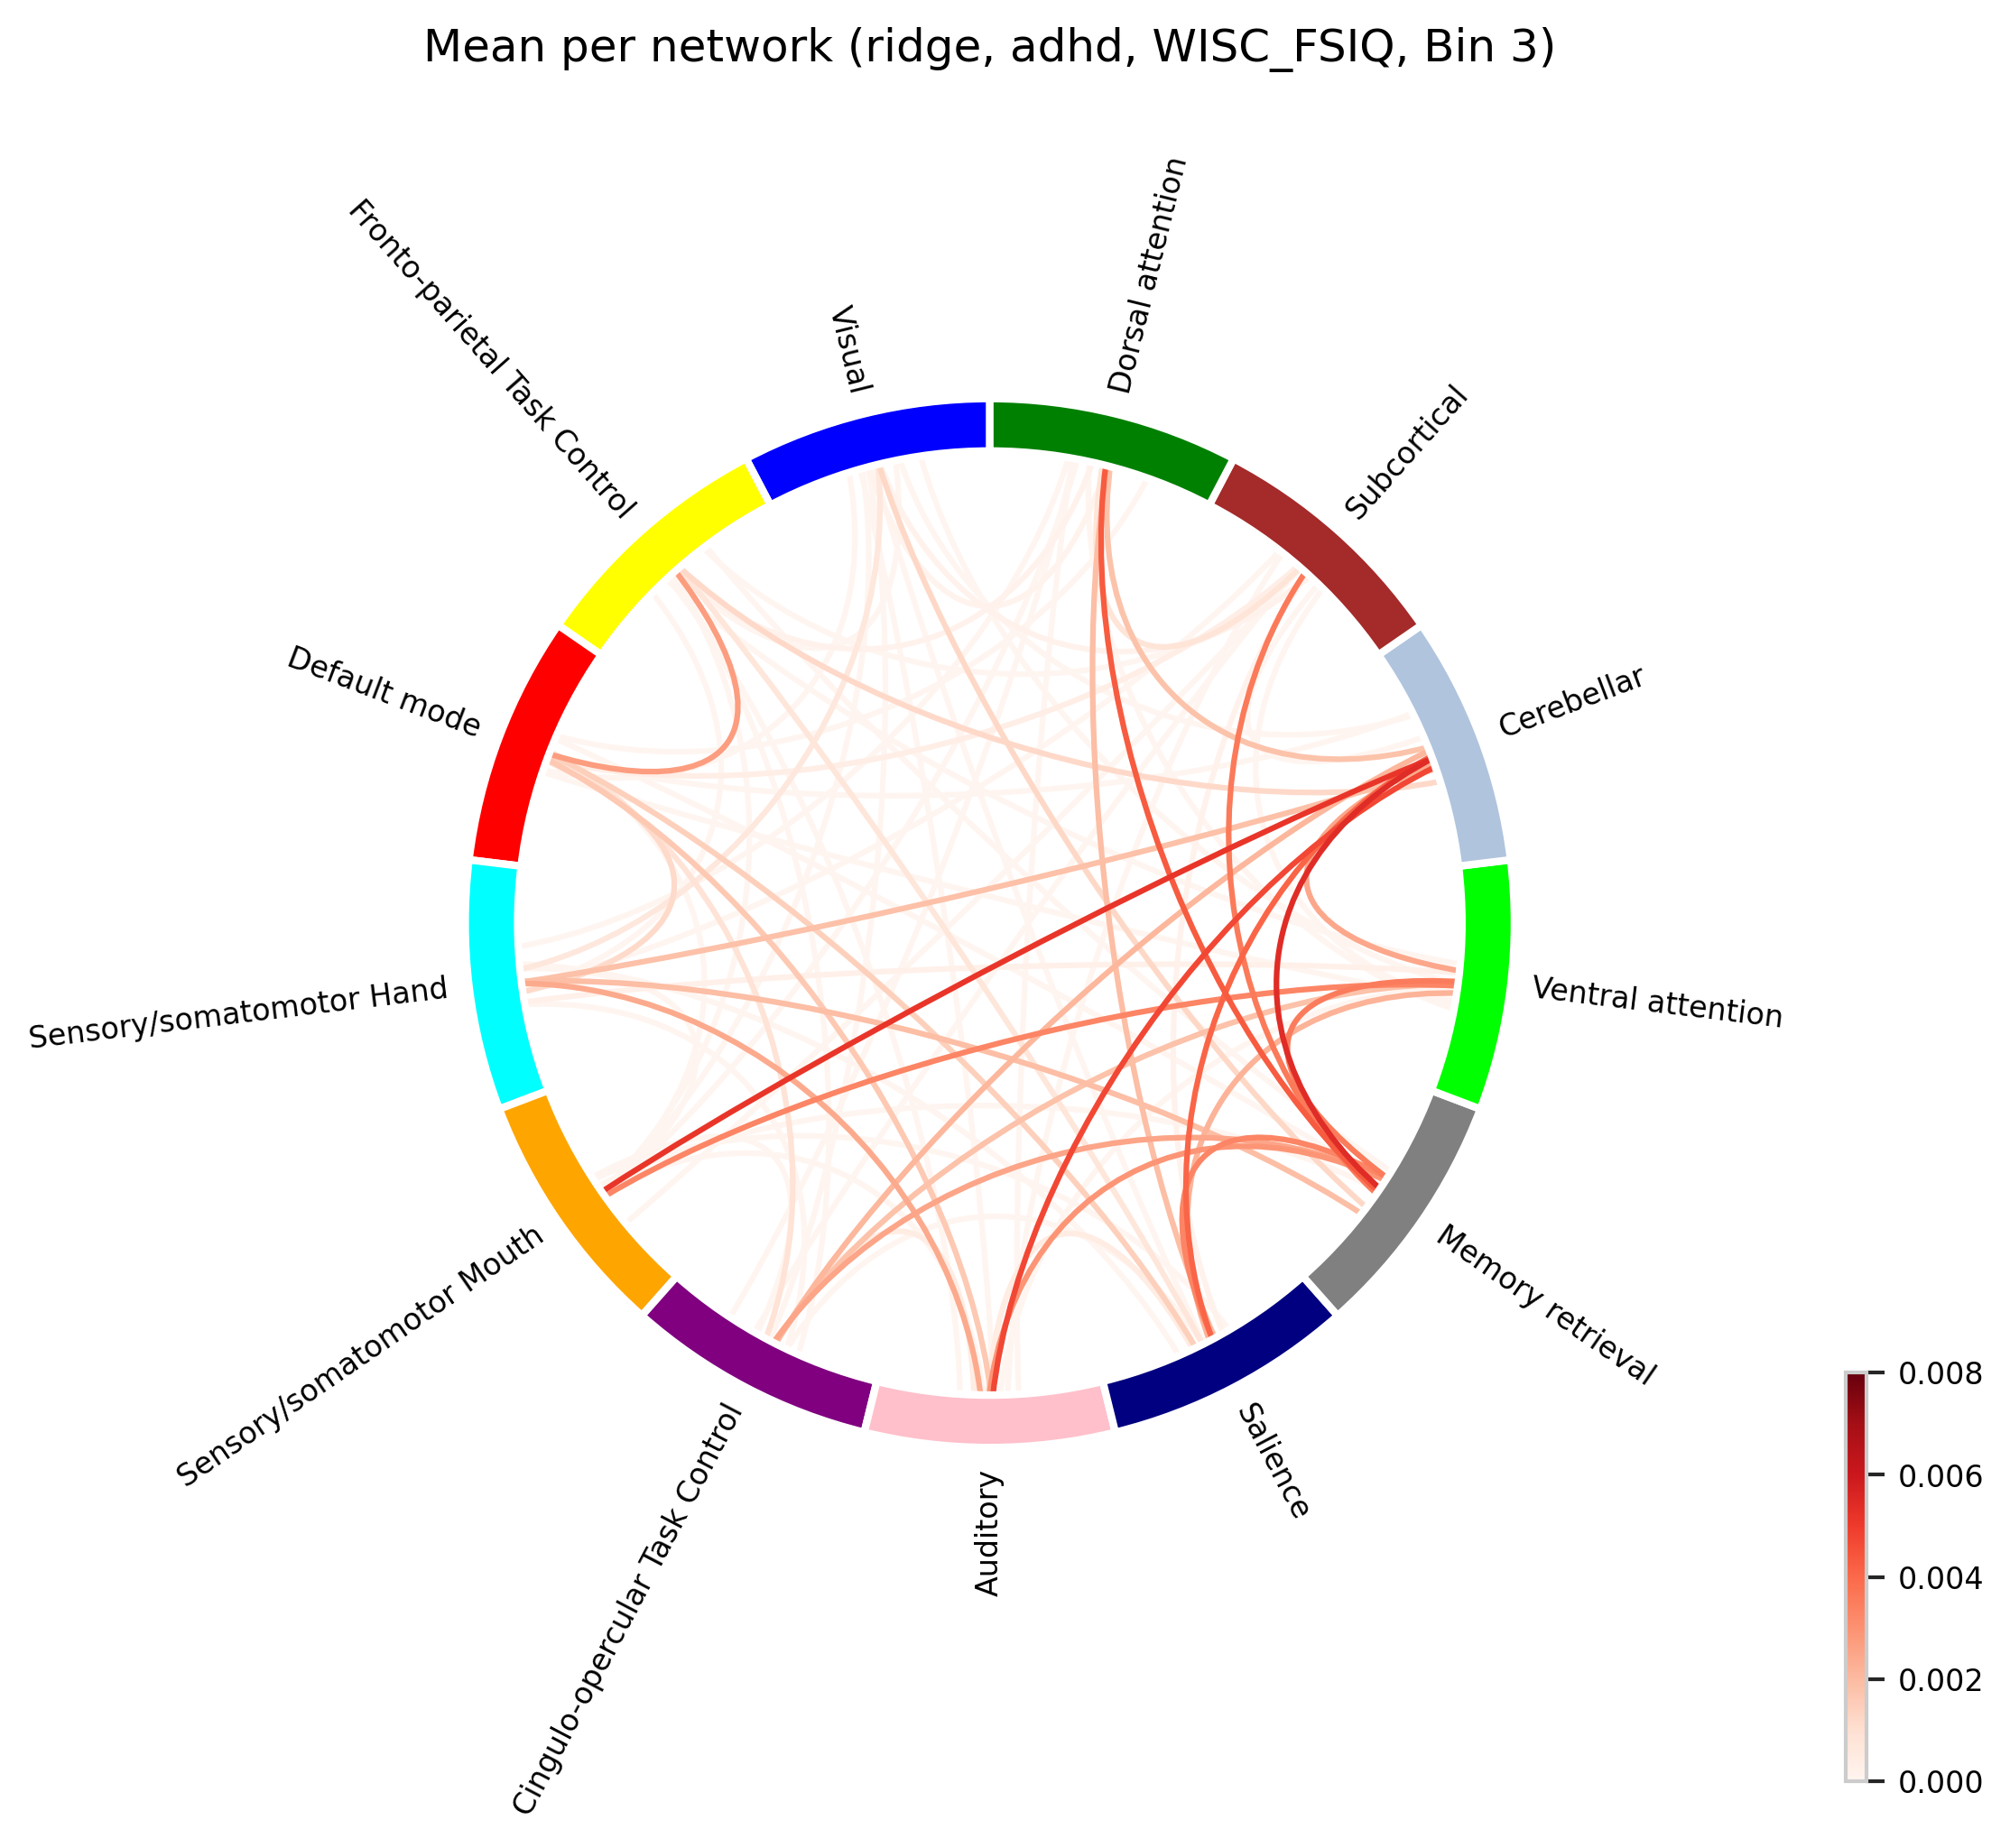 Mean per network (ridge, adhd, WISC_FSIQ, Bin 3)
Dorsal attention
Visual
Fronto-parietal Task Control
Subcortical
Default mode
Cerebellar
Sensory/somatomotor Hand
Ventral attention
Sensory/somatomotor Mouth
Memory retrieval
Cingulo-opercular Task Control
Auditory
Salience
0.008
0.006
0.004
0.002
0.000